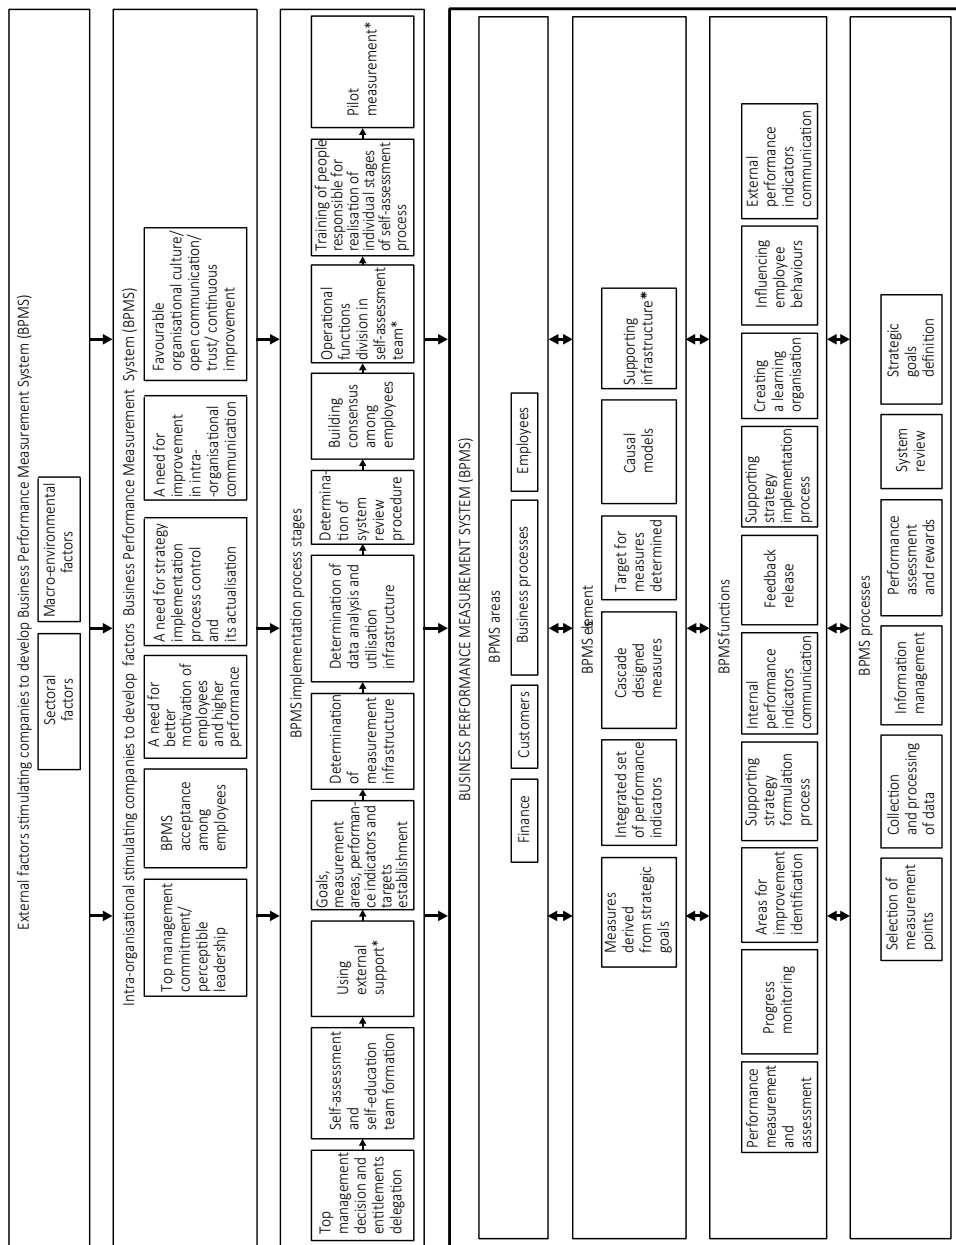 External factors stimulating companies to develop Business Performance Measurement System (BPMS)
Sectoral
factors
Macro-environmental
factors
Intra-organisational stimulating companies to develop factors Business Performance Measurement System (BPMS)
Top management
commitment/
perceptible
leadership
BPMS
acceptance
among
employees
A need for
better
motivation of
employees
and higher
performance
A need for strategy
implementation
process control
and
its actualisation
A need for
improvement
in intra-
-organisational
communication
Favourable
organisational culture/
open communication/
trust/ continuous
improvement
BPMS implementation process stages
Top
management
decision and
entitlements
delegation
Self-assessment
and
self-education
team formation
Using
external
support*
Goals,
measurement
areas, performan-
ce indicators and
targets
establishment
Determination
of
measurement
infrastructure
Determination of
data analysis and
utilisation
infrastructure
Determina-
tion of
system
review
procedure
Building
consensus
among
employees
Operational
functions
division in
self-assessment
team*
Training of people
responsible for
realisation of
individual stages
of self-assessment
process
Pilot
measurement*
BUSINESS PERFORMANCE MEASUREMENT SYSTEM (BPMS)
BPMS areas
Finance
Customers
Business processes
Employees
BPMS element
Measures
derived
from strategic
goals
Integrated set
of performance
indicators
Cascade
designed
measures
Target for
measures
determined
Causal
models
Supporting
infrastructure*
BPMS functions
Performance
measurement
and
assessment
Progress
monitoring
Areas for
improvement
identification
Supporting
strategy
formulation
process
Internal
performance
indicators
communication
Feedback
release
Supporting
strategy
implementation
process
Creating
a learning
organisation
Influencing
employee
behaviours
External
performance
indicators
communication
BPMS processes
Selection of
measurement
points
Collection
and processing
of data
Information
management
Performance
assessment
and rewards
System
review
Strategic
goals
definition